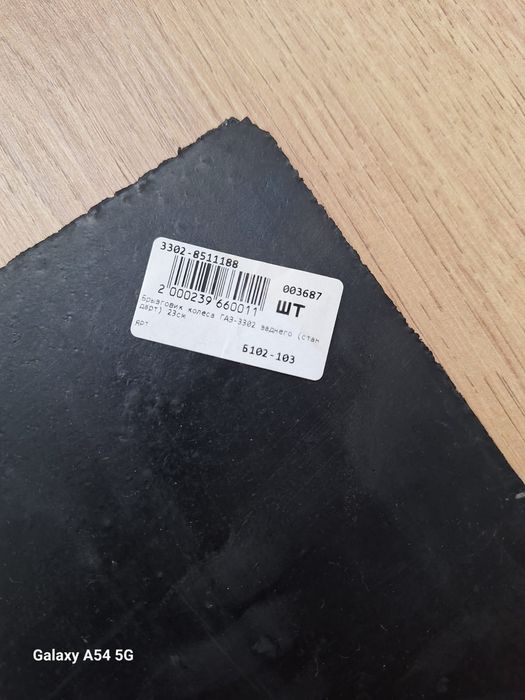 3302-8511188
003687
2 000239 660011
ШТ
Брызговик колеса ГАЗ-3302 заднего (стан
дарт) 23см
ЯРТ
Б102-103
Galaxy A54 5G